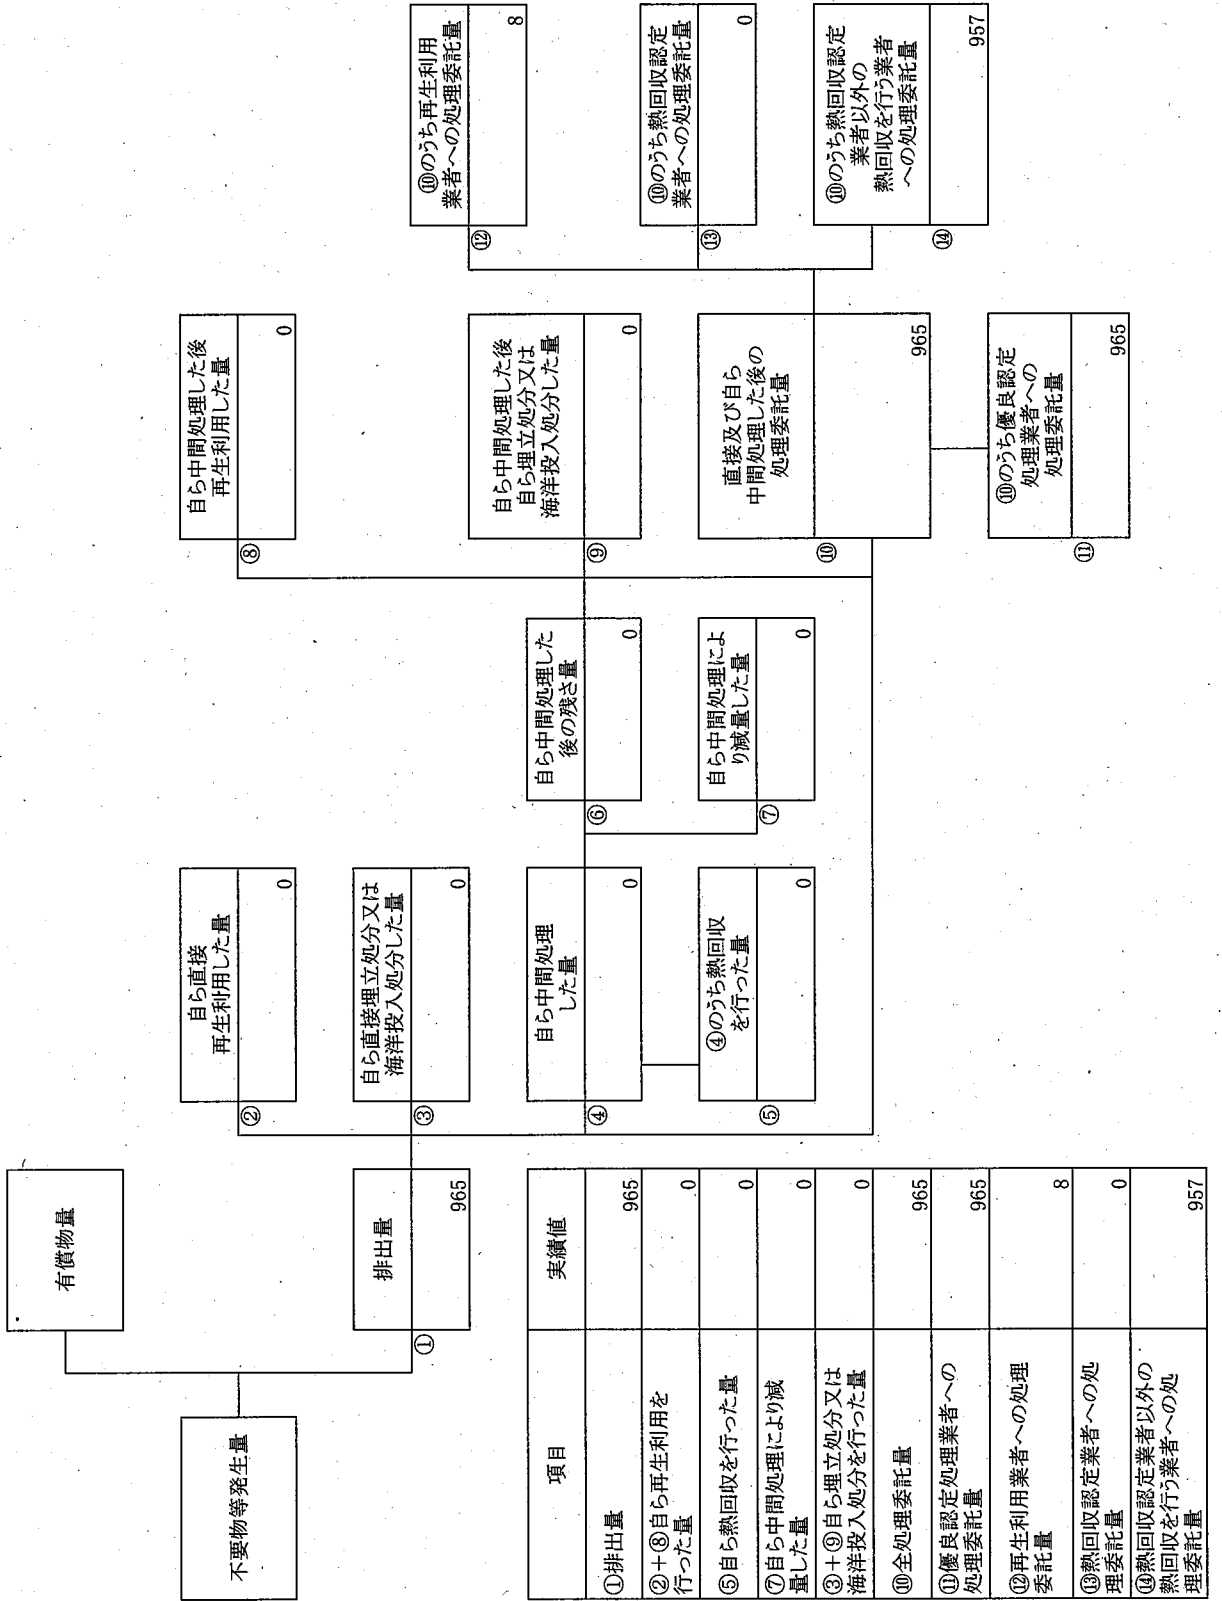 不要物等発生量
有償物量
①
排出量
965
②
自ら直接
再生利用した量
0
③
自ら直接埋立処分又は
海洋投入処分した量
0
④
自ら中間処理
した量
0
⑤
④のうち熱回収
を行った量
0
⑥
自ら中間処理した
後の残さ量
0
⑦
自ら中間処理によ
り減量した量
0
⑧
自ら中間処理した後
再生利用した量
0
⑨
自ら中間処理した後
自ら埋立処分又は
海洋投入処分した量
0
⑩
直接及び自ら
中間処理した後の
処理委託量
965
⑪
⑩のうち優良認定
処理業者への
処理委託量
965
⑫
⑩のうち再生利用
業者への処理委託量
8
⑬
⑩のうち熱回収認定
業者への処理委託量
0
⑭
⑩のうち熱回収認定
業者以外の
熱回収を行う業者
への処理委託量
957
項目
実績値
①排出量
965
②+⑧自ら再生利用を
行った量
0
⑤自ら熱回収を行った量
0
⑦自ら中間処理により減
量した量
0
③+⑨自ら埋立処分又は
海洋投入処分を行った量
0
⑩全処理委託量
965
⑪優良認定処理業者への
処理委託量
965
⑫再生利用業者への処理
委託量
8
⑬熱回収認定業者への処
理委託量
0
⑭熱回収認定業者以外の
熱回収を行う業者への処
理委託量
957